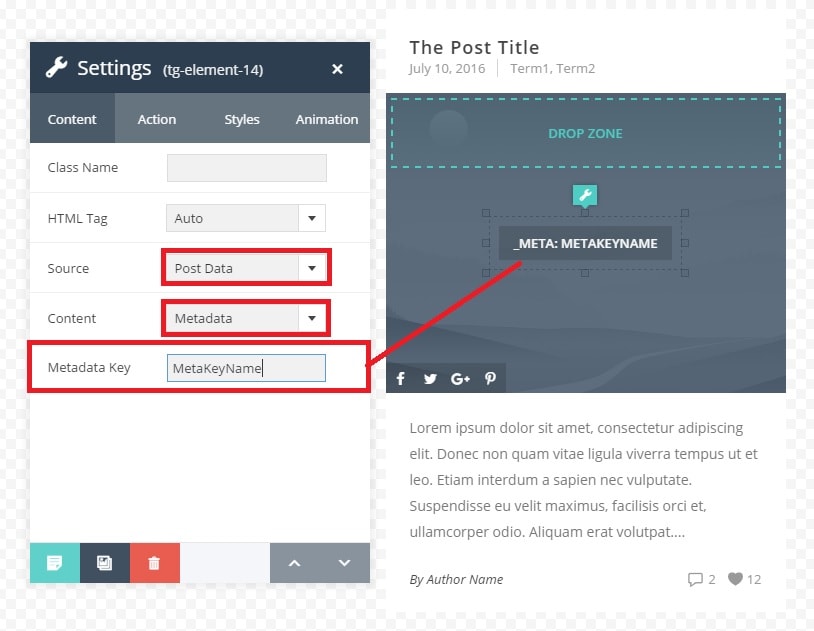 Settings (tg-element-14)
Content Action Styles Animation
Class Name
HTML Tag Auto
Source Post Data
Content Metadata
Metadata Key MetaKeyName
The Post Title
July 10, 2016 Term1, Term2
DROP ZONE
_META: METAKEYNAME
Lorem ipsum dolor sit amet, consectetur adipiscing
elit. Donec non quam vitae ligula viverra tempus ut et
leo. Etiam interdum a sapien nec vulputate.
Suspendisse eu velit maximus, facilisis orci et,
ullamcorper odio. Aliquam erat volutpat....
By Author Name 2 12